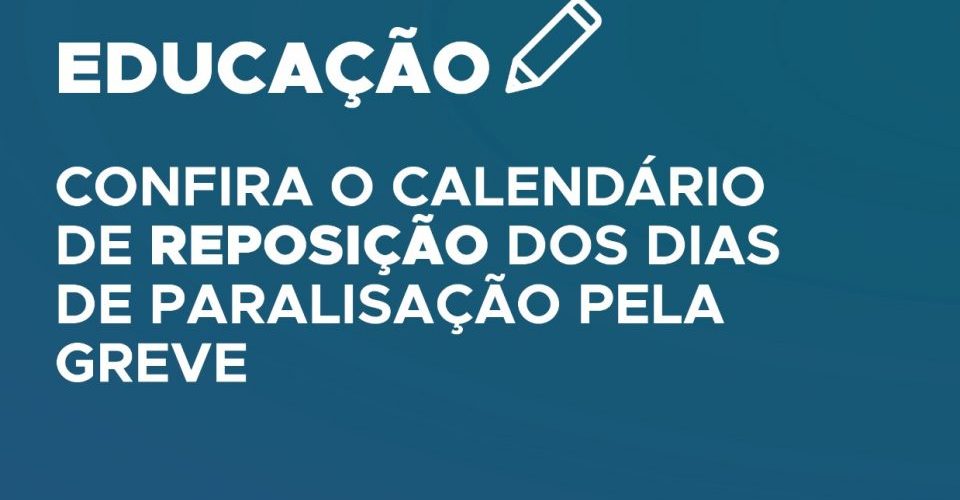 EDUCAÇÃO
CONFIRA O CALENDÁRIO
DE REPOSIÇÃO DOS DIAS
DE PARALISAÇÃO PELA
GREVE